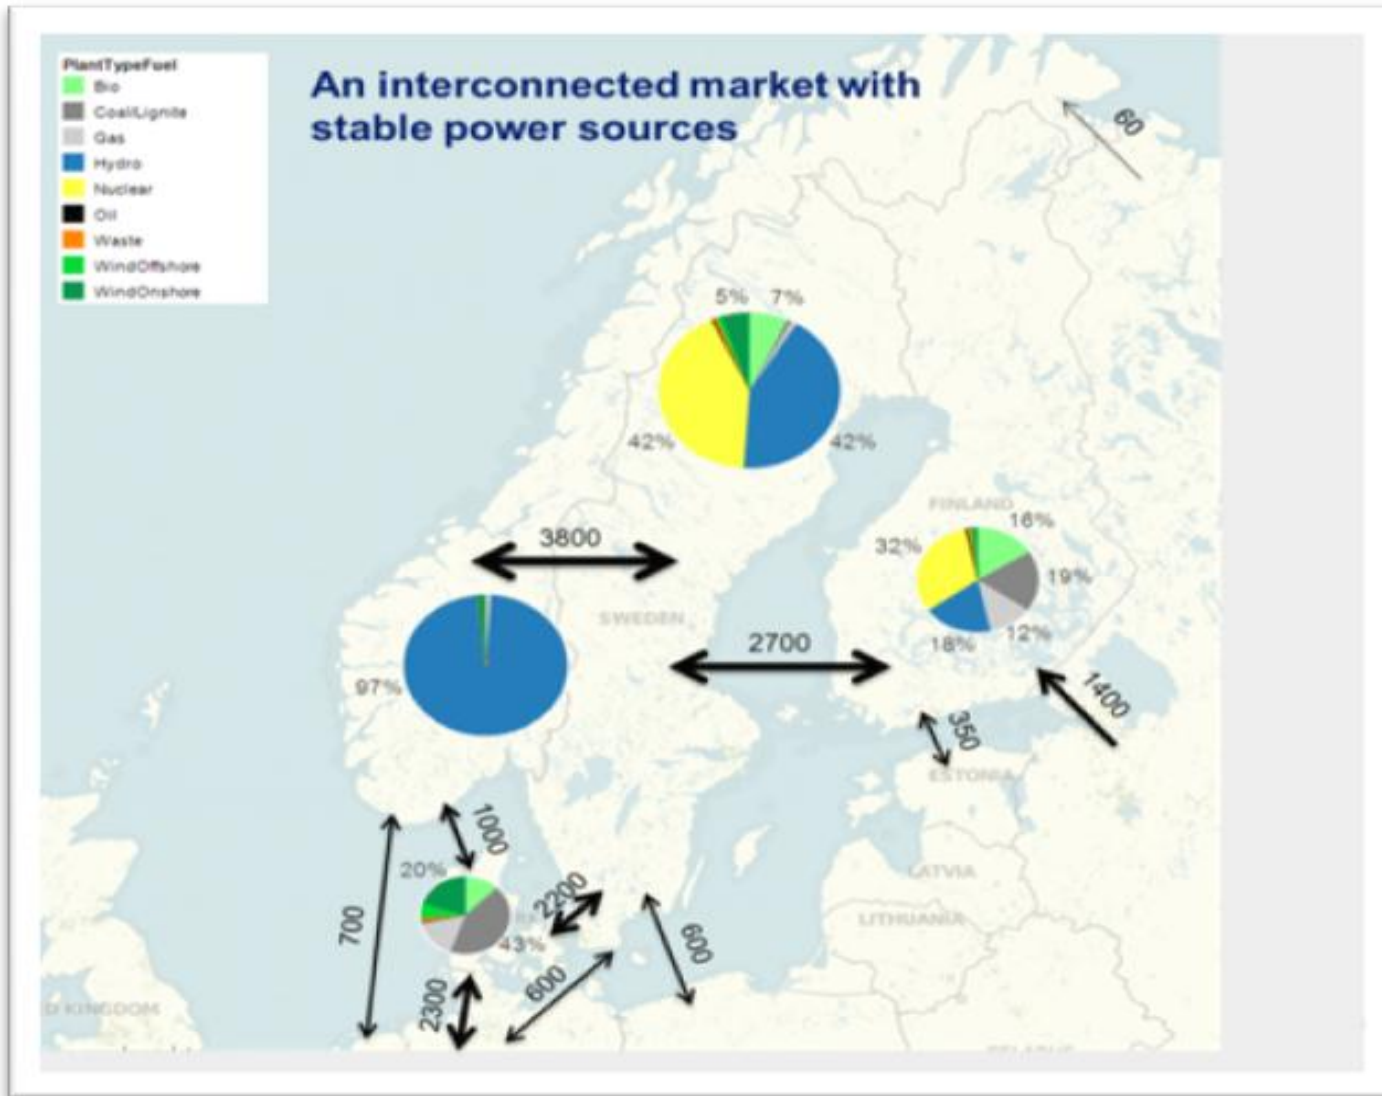 PlantTypeFuel
Bio
Coal/Lignite
Gas
Hydro
Nuclear
Oil
Waste
WindOffshore
WindOnshore
An interconnected market with
stable power sources
60
5% 7%
42% 42%
FINLAND
16%
32%
19%
12%
18%
3800
SWEDEN
2700
97%
1400
350
ESTONIA
1000
20%
LATVIA
2200
LITHUANIA
43%
700
600
600
2300
D KINGDOM